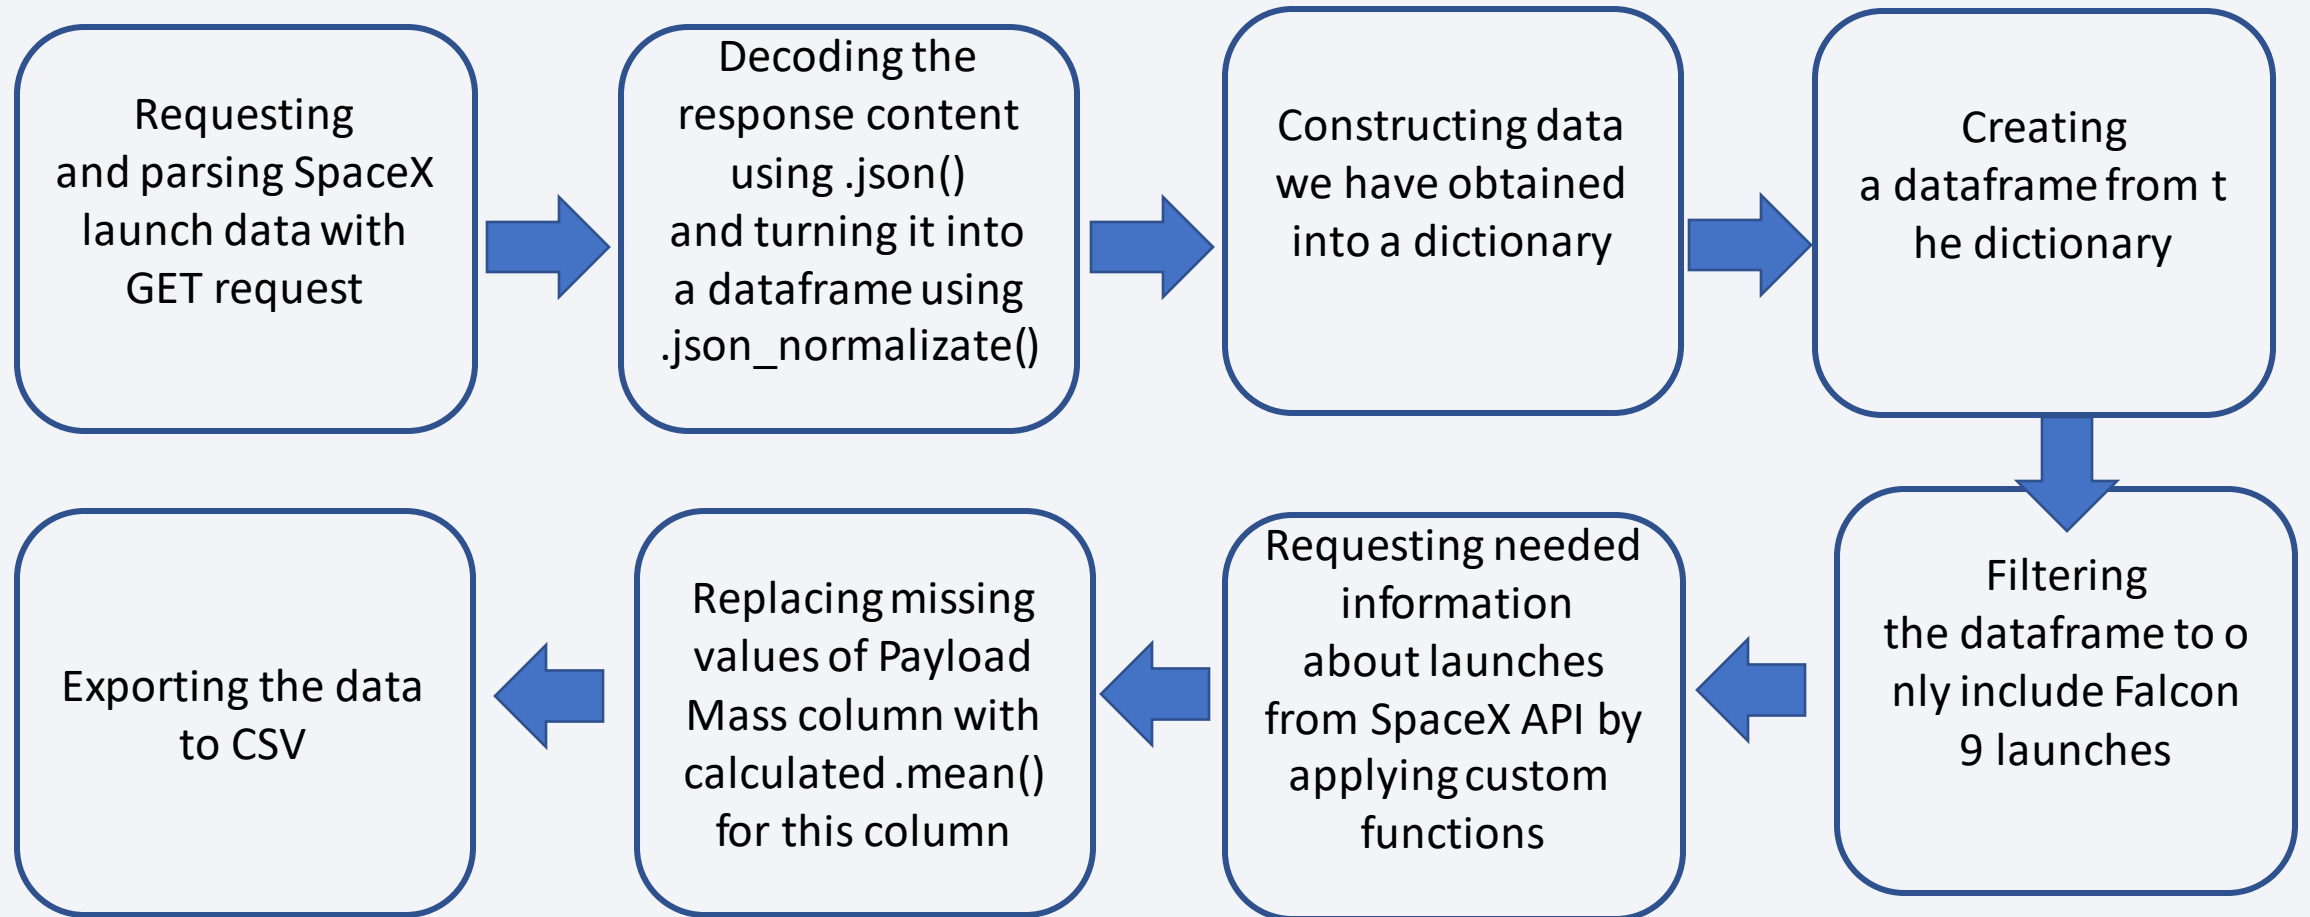 Requesting
and parsing SpaceX
launch data with
GET request
Decoding the
response content
using .json()
and turning it into
a dataframe using
.json_normalizate()
Constructing data
we have obtained
into a dictionary
Creating
a dataframe from t
he dictionary
Filtering
the dataframe to o
nly include Falcon
9 launches
Requesting needed
information
about launches
from SpaceX API by
applying custom
functions
Replacing missing
values of Payload
Mass column with
calculated .mean()
for this column
Exporting the data
to CSV